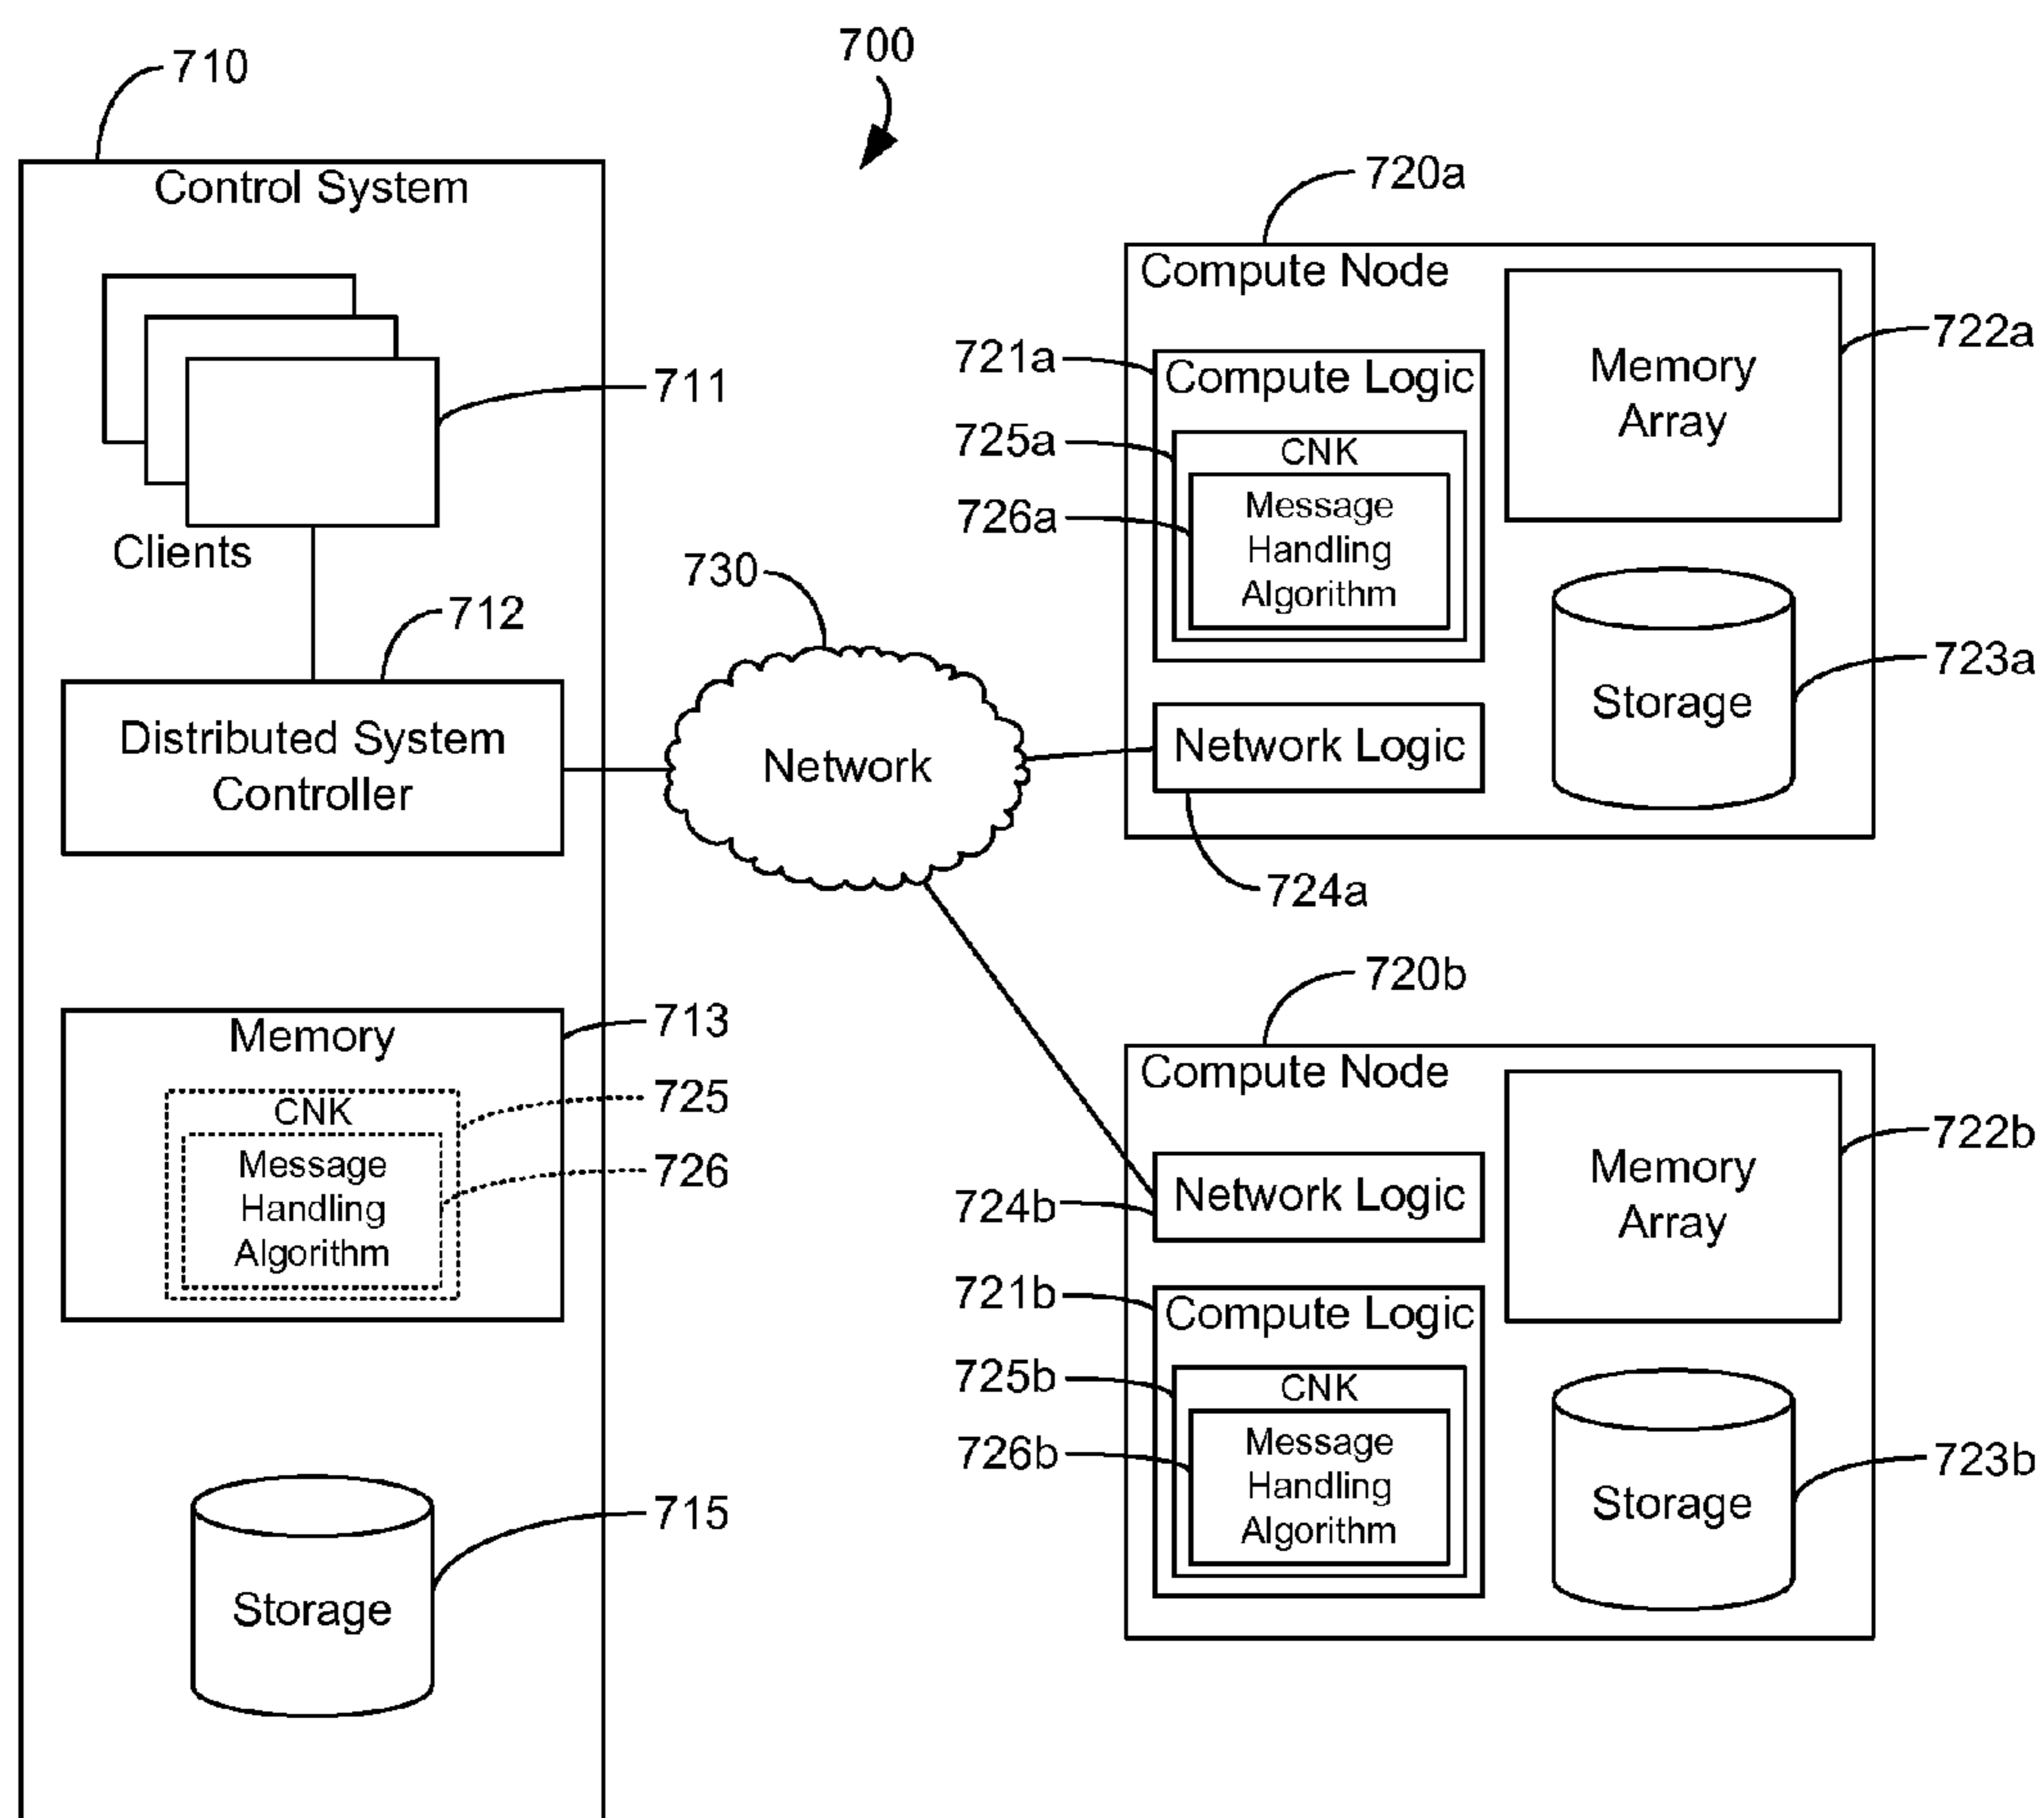 700
710
Control System
711
Clients
712
Distributed System
Controller
Memory
713
CNK
725
Message
Handling
Algorithm
726
Storage
715
730
Network
720a
Compute Node
721a
Compute Logic
725a
CNK
726a
Message
Handling
Algorithm
Memory
Array
722a
Storage
723a
Network Logic
724a
720b
Compute Node
724b
Network Logic
721b
Compute Logic
725b
CNK
726b
Message
Handling
Algorithm
Memory
Array
722b
Storage
723b